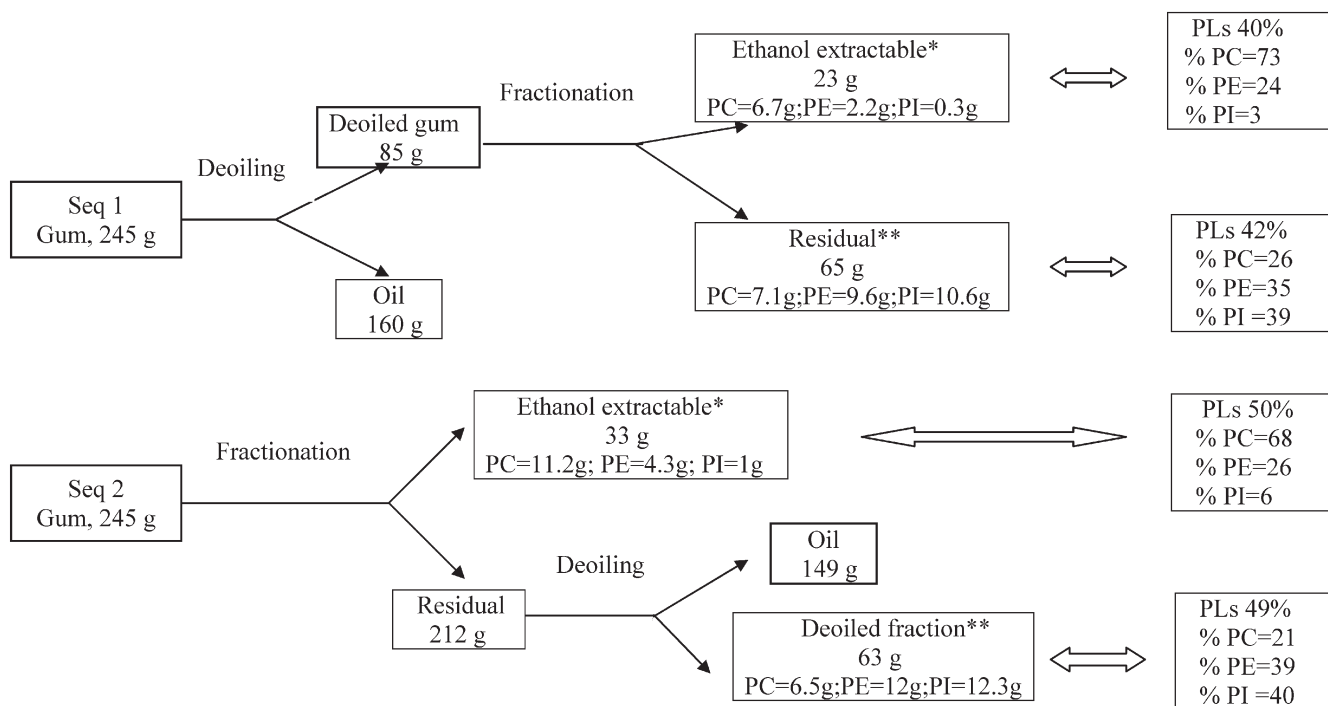 Seq 1
Gum, 245 g
Deoiling
Deoiled gum
85 g
Oil
160 g
Fractionation
Ethanol extractable*
23 g
PC=6.7g;PE=2.2g;PI=0.3g
PLs 40%
% PC=73
% PE=24
% PI=3
Residual**
65 g
PC=7.1g;PE=9.6g;PI=10.6g
PLs 42%
% PC=26
% PE=35
% PI =39
Seq 2
Gum, 245 g
Fractionation
Ethanol extractable*
33 g
PC=11.2g; PE=4.3g; PI=1g
PLs 50%
% PC=68
% PE=26
% PI=6
Residual
212 g
Deoiling
Oil
149 g
Deoiled fraction**
63 g
PC=6.5g;PE=12g;PI=12.3g
PLs 49%
% PC=21
% PE=39
% PI =40